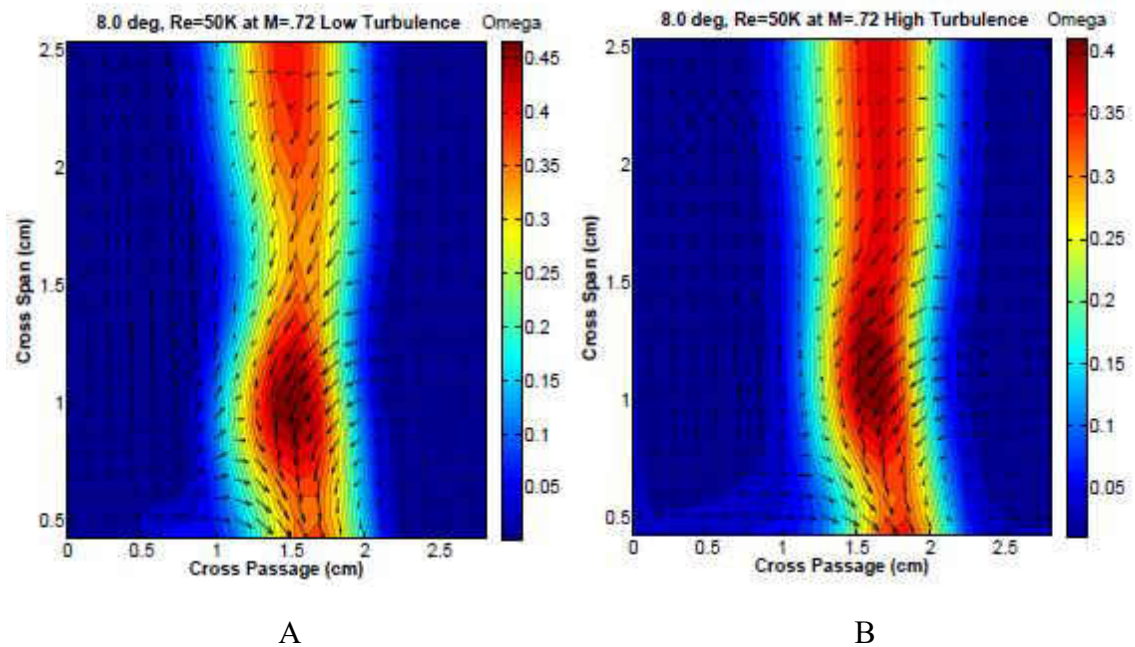 8.0 deg, Re=50K at M=.72 Low Turbulence Omega
2.5
2
1.5
1
0.5
0 0.5 1 1.5 2 2.5
Cross Span (cm)
Cross Passage (cm)
0.45
0.4
0.35
0.3
0.25
0.2
0.15
0.1
0.05
A
8.0 deg, Re=50K at M=.72 High Turbulence Omega
2.5
2
1.5
1
0.5
0 0.5 1 1.5 2 2.5
Cross Span (cm)
Cross Passage (cm)
0.4
0.35
0.3
0.25
0.2
0.15
0.1
0.05
B